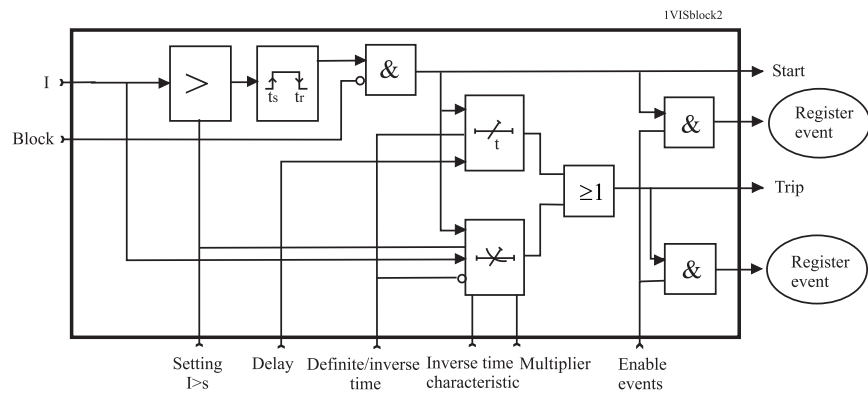 1VISblock2
I
>
ts tr
&
Start
Register
event
Block
t
&
≥1
Trip
&
Register
event
Setting
I>s
Delay
Definite/inverse
time
Inverse time
characteristic
Multiplier
Enable
events